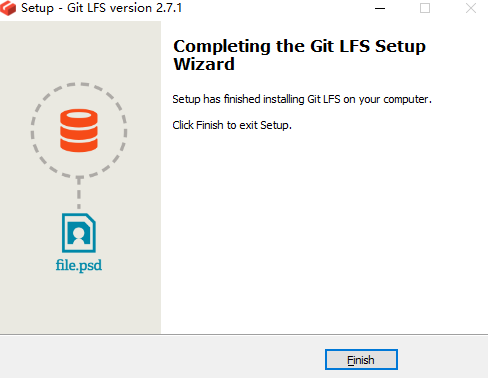 Setup - Git LFS version 2.7.1
Completing the Git LFS Setup
Wizard
Setup has finished installing Git LFS on your computer.
Click Finish to exit Setup.
file.psd
Finish